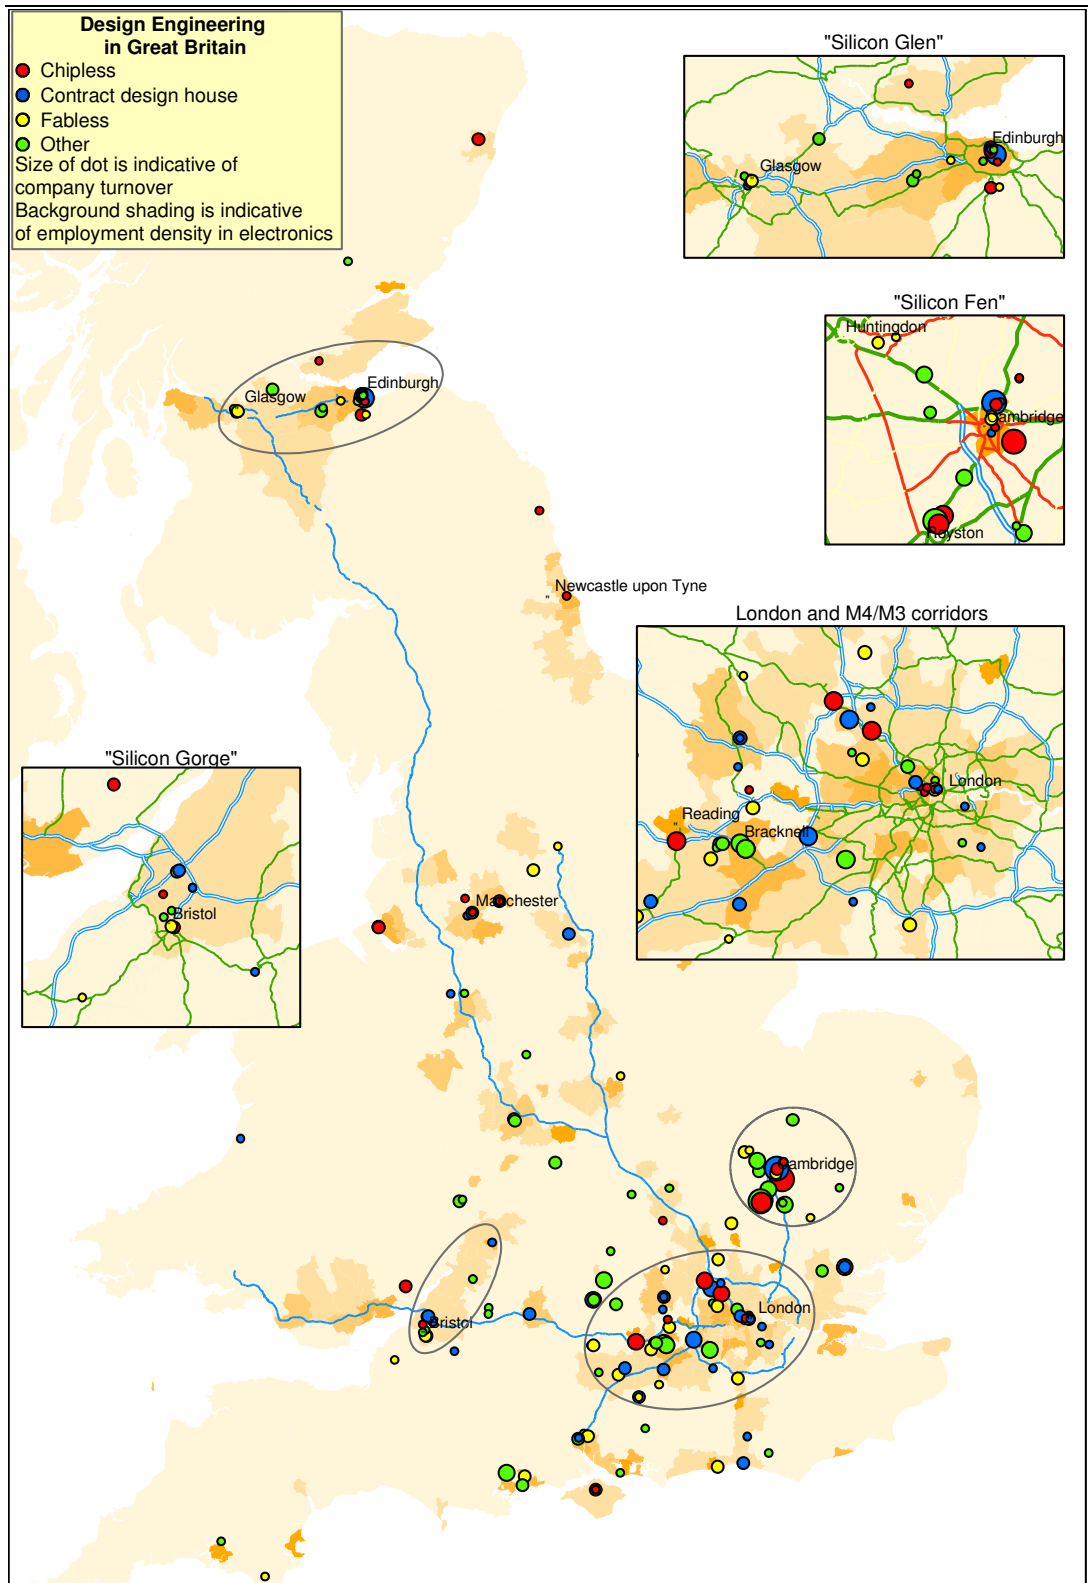 Design Engineering
in Great Britain
Chipless
Contract design house
Fabless
Other
Size of dot is indicative of
company turnover
Background shading is indicative
of employment density in electronics
"Silicon Glen"
Edinburgh
Glasgow
"Silicon Fen"
Huntingdon
Cambridge
Royston
Edinburgh
Glasgow
Newcastle upon Tyne
London and M4/M3 corridors
London
Reading
Bracknell
"Silicon Gorge"
Bristol
Manchester
Cambridge
London
Bristol